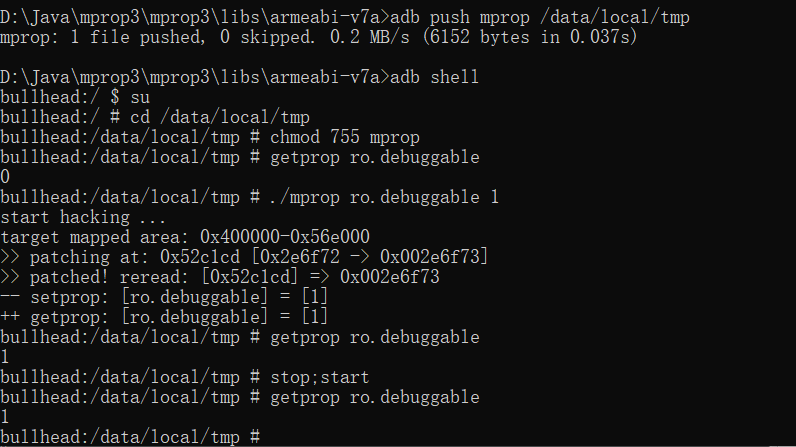 D:\Java\mprop3\mprop3\libs\armeabi-v7a>adb push mprop /data/local/tmp
mprop: 1 file pushed, 0 skipped. 0.2 MB/s (6152 bytes in 0.037s)
D:\Java\mprop3\mprop3\libs\armeabi-v7a>adb shell
bullhead:/ $ su
bullhead:/ # cd /data/local/tmp
bullhead:/data/local/tmp # chmod 755 mprop
bullhead:/data/local/tmp # getprop ro.debuggable
0
bullhead:/data/local/tmp # ./mprop ro.debuggable 1
start hacking ...
target mapped area: 0x400000-0x56e000
>> patching at: 0x52c1cd [0x2e6f72 -> 0x002e6f73]
>> patched! reread: [0x52c1cd] => 0x002e6f73
-- setprop: [ro.debuggable] = [1]
++ getprop: [ro.debuggable] = [1]
bullhead:/data/local/tmp # getprop ro.debuggable
1
bullhead:/data/local/tmp # stop;start
bullhead:/data/local/tmp # getprop ro.debuggable
1
bullhead:/data/local/tmp #